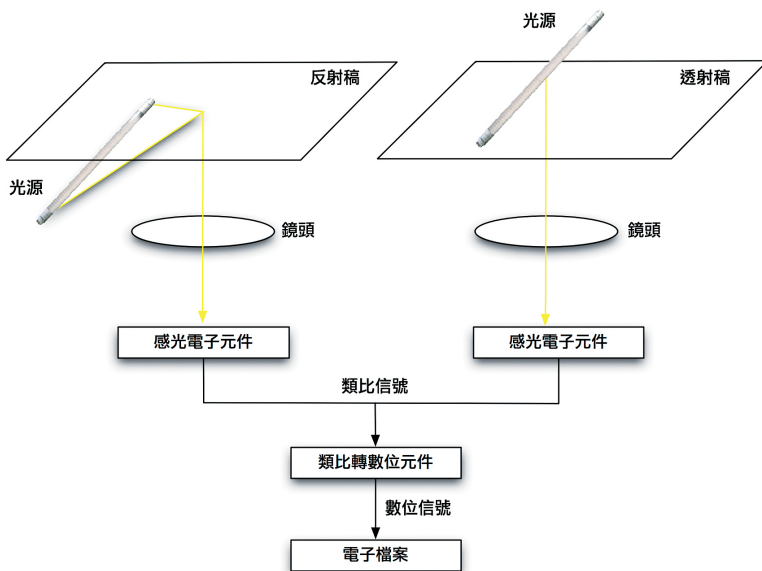 光源
反射稿
透射稿
光源
鏡頭
鏡頭
感光電子元件
感光電子元件
類比信號
類比轉數位元件
數位信號
電子檔案